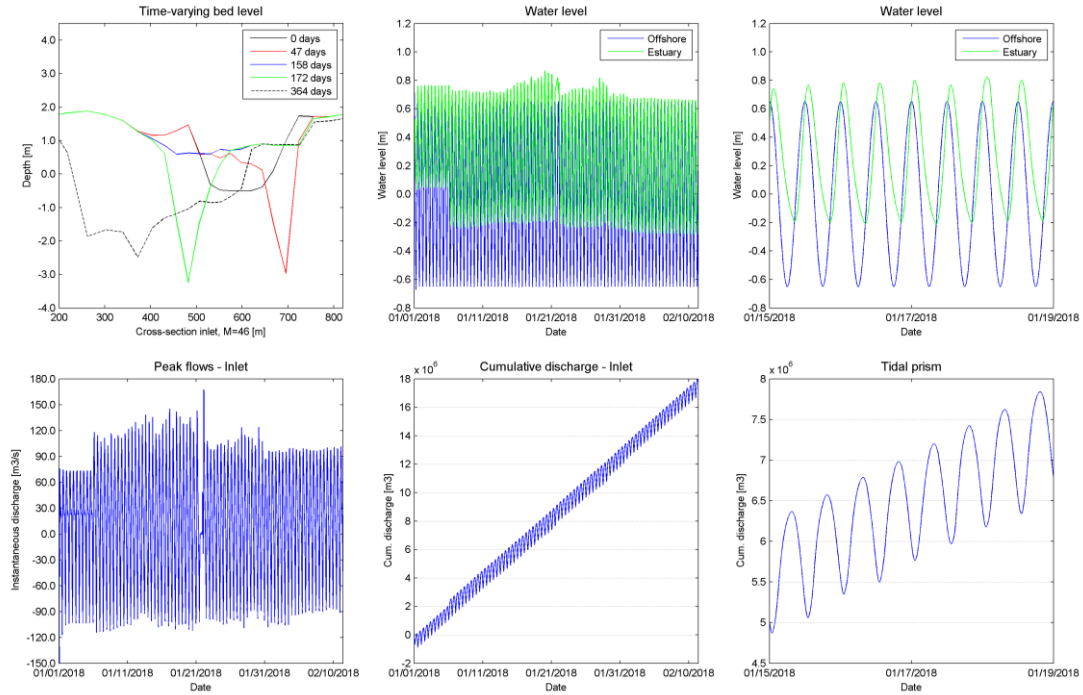 Time-varying bed level
4.0
3.0
2.0
1.0
0.0
-1.0
-2.0
-3.0
-4.0
Depth [m]
0 days
47 days
158 days
172 days
364 days
200 300 400 500 600 700 800
Cross-section inlet, M=46 [m]
Water level
1.2
1.0
0.8
0.6
0.4
0.2
0.0
-0.2
-0.4
-0.6
-0.8
Water level [m]
Offshore
Estuary
01/01/2018 01/11/2018 01/21/2018 01/31/2018 02/10/2018
Date
Water level
1.2
1.0
0.8
0.6
0.4
0.2
0.0
-0.2
-0.4
-0.6
-0.8
Water level [m]
Offshore
Estuary
01/15/2018 01/17/2018 01/19/2018
Date
Peak flows - Inlet
180.0
150.0
120.0
90.0
60.0
30.0
0.0
-30.0
-60.0
-90.0
-120.0
-150.0
Instantaneous discharge [m3/s]
01/01/2018 01/11/2018 01/21/2018 01/31/2018 02/10/2018
Date
Cumulative discharge - Inlet
x 10^6
18
16
14
12
10
8
6
4
2
0
-2
Cum. discharge [m3]
01/01/2018 01/11/2018 01/21/2018 01/31/2018 02/10/2018
Date
Tidal prism
x 10^6
8
7.5
7
6.5
6
5.5
5
4.5
Cum. discharge [m3]
01/15/2018 01/17/2018 01/19/2018
Date